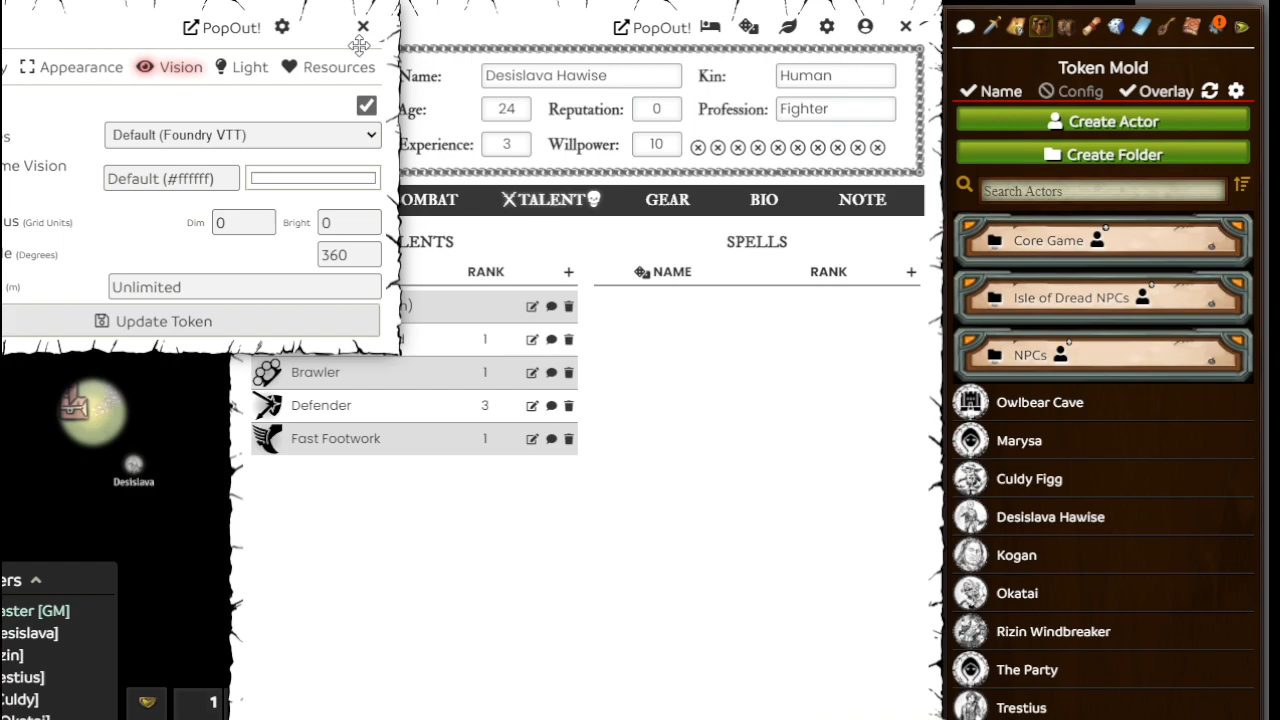 PopOut!
y Appearance Vision Light Resources
s Default (Foundry VTT)
me Vision Default (#ffffff)
us (Grid Units) Dim 0 Bright 0
le (Degrees) 360
(m) Unlimited
Update Token
Desislava
ers
aster [GM]
esislava]
zin]
restius]
Culdy]
Okatai]
1
PopOut!
Name: Desislava Hawise Kin: Human
Age: 24 Reputation: 0 Profession: Fighter
Experience: 3 Willpower: 10
OMBAT TALENT GEAR BIO NOTE
LENTS
RANK +
n)
1
Brawler 1
Defender 3
Fast Footwork 1
SPELLS
NAME RANK +
Token Mold
Name Config Overlay
Create Actor
Create Folder
Search Actors
Core Game
Isle of Dread NPCs
NPCs
Owlbear Cave
Marysa
Culdy Figg
Desislava Hawise
Kogan
Okatai
Rizin Windbreaker
The Party
Trestius